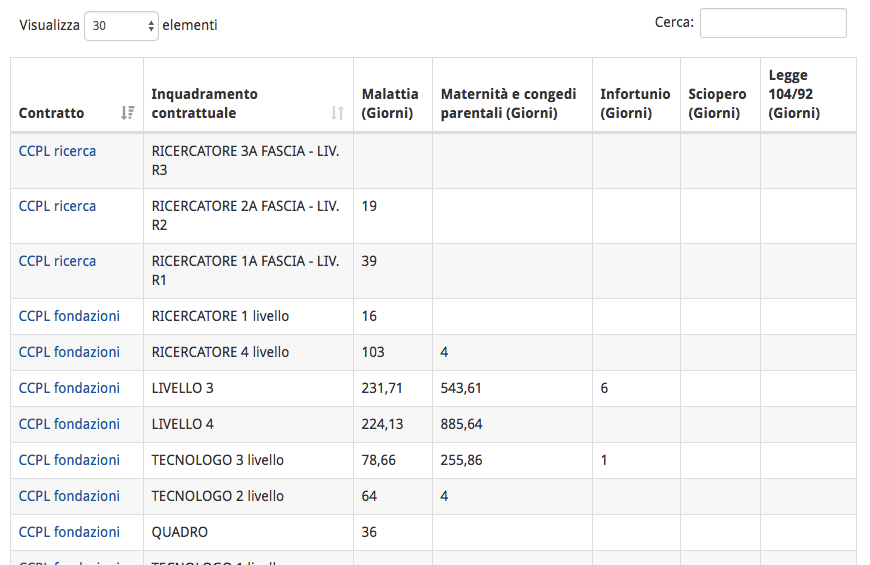 Visualizza 30 elementi
Cerca:
Contratto
Inquadramento
contrattuale
Malattia
(Giorni)
Maternità e congedi
parentali (Giorni)
Infortunio
(Giorni)
Sciopero
(Giorni)
Legge
104/92
(Giorni)
CCPL ricerca
RICERCATORE 3A FASCIA - LIV.
R3
CCPL ricerca
RICERCATORE 2A FASCIA - LIV.
R2
19
CCPL ricerca
RICERCATORE 1A FASCIA - LIV.
R1
39
CCPL fondazioni
RICERCATORE 1 livello
16
CCPL fondazioni
RICERCATORE 4 livello
103
4
CCPL fondazioni
LIVELLO 3
231,71
543,61
6
CCPL fondazioni
LIVELLO 4
224,13
885,64
CCPL fondazioni
TECNOLOGO 3 livello
78,66
255,86
1
CCPL fondazioni
TECNOLOGO 2 livello
64
4
CCPL fondazioni
QUADRO
36